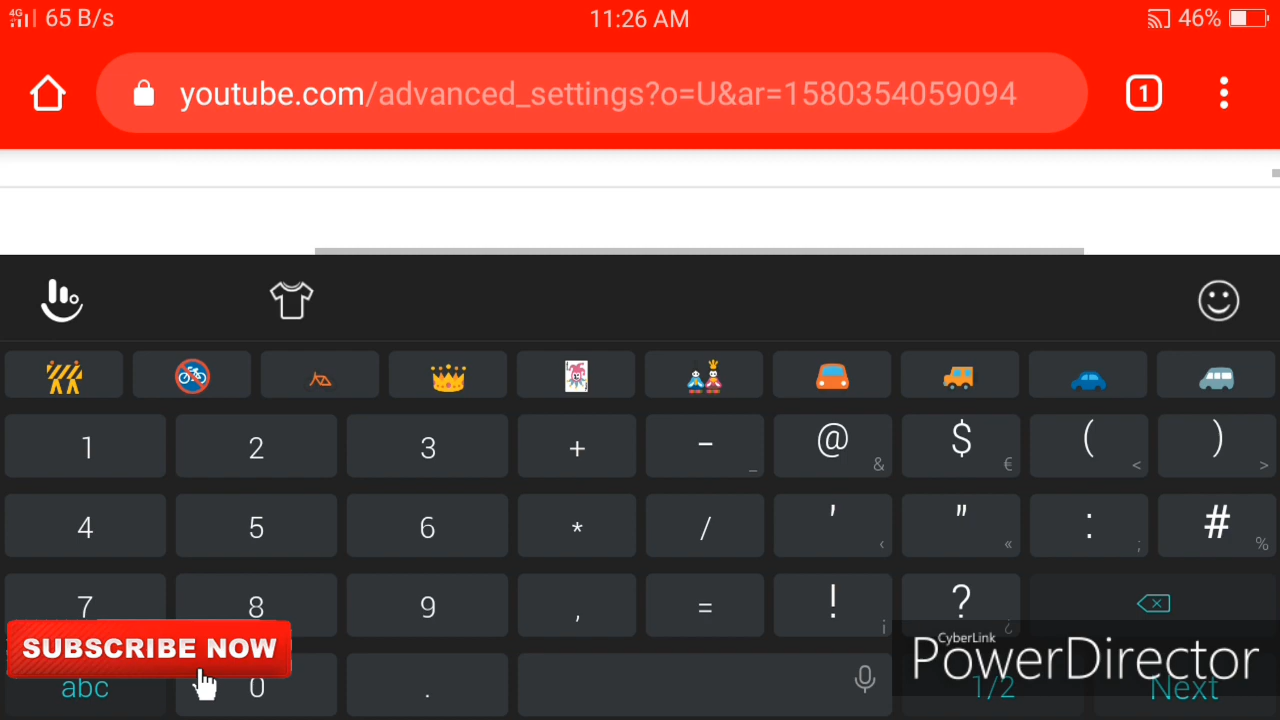 4G 65 B/s 11:26 AM 46%
youtube.com/advanced_settings?o=U&ar=1580354059094 1
1 2 3 + - _ @ & $ € ( < ) >
4 5 6 * / ' ‹ " « : ; # %
7 8 9 , = ! ¡ ? ¿
SUBSCRIBE NOW
abc 0 . 1/2 Next
CyberLink
PowerDirector